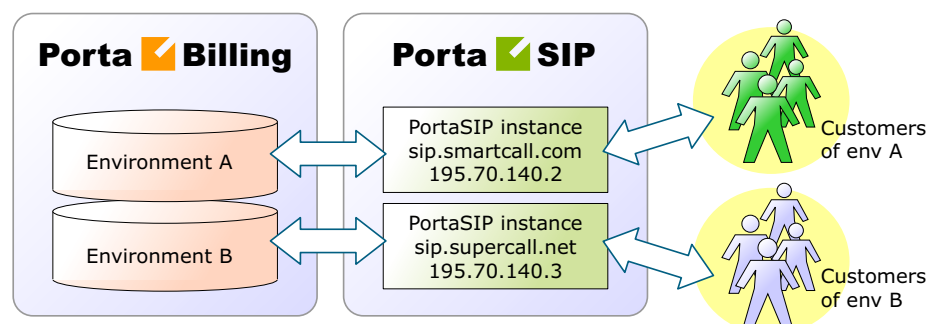 Porta Billing
Environment A
Environment B
Porta SIP
PortaSIP instance
sip.smartcall.com
195.70.140.2
PortaSIP instance
sip.supercall.net
195.70.140.3
Customers
of env A
Customers
of env B